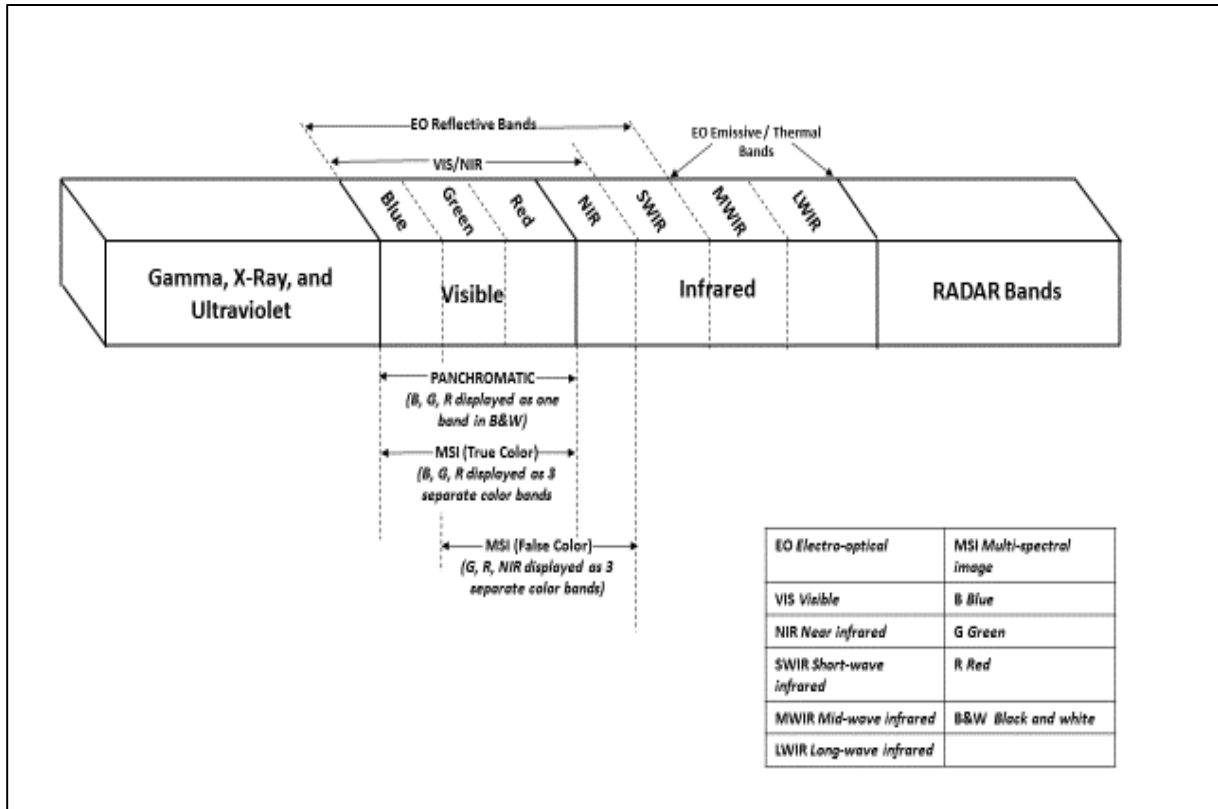 EO Reflective Bands
EO Emissive/ Thermal
Bands
VIS/NIR
Blue
Green
Red
NIR
SWIR
MWIR
LWIR
Gamma, X-Ray, and
Ultraviolet
Visible
Infrared
RADAR Bands
PANCHROMATIC
(B, G, R displayed as one
band in B&W)
MSI (True Color)
(B, G, R displayed as 3
separate color bands
MSI (False Color)
(G, R, NIR displayed as 3
separate color bands)
EO Electro-optical
MSI Multi-spectral
image
VIS Visible
B Blue
NIR Near infrared
G Green
SWIR Short-wave
infrared
R Red
MWIR Mid-wave infrared
B&W Black and white
LWIR Long-wave infrared